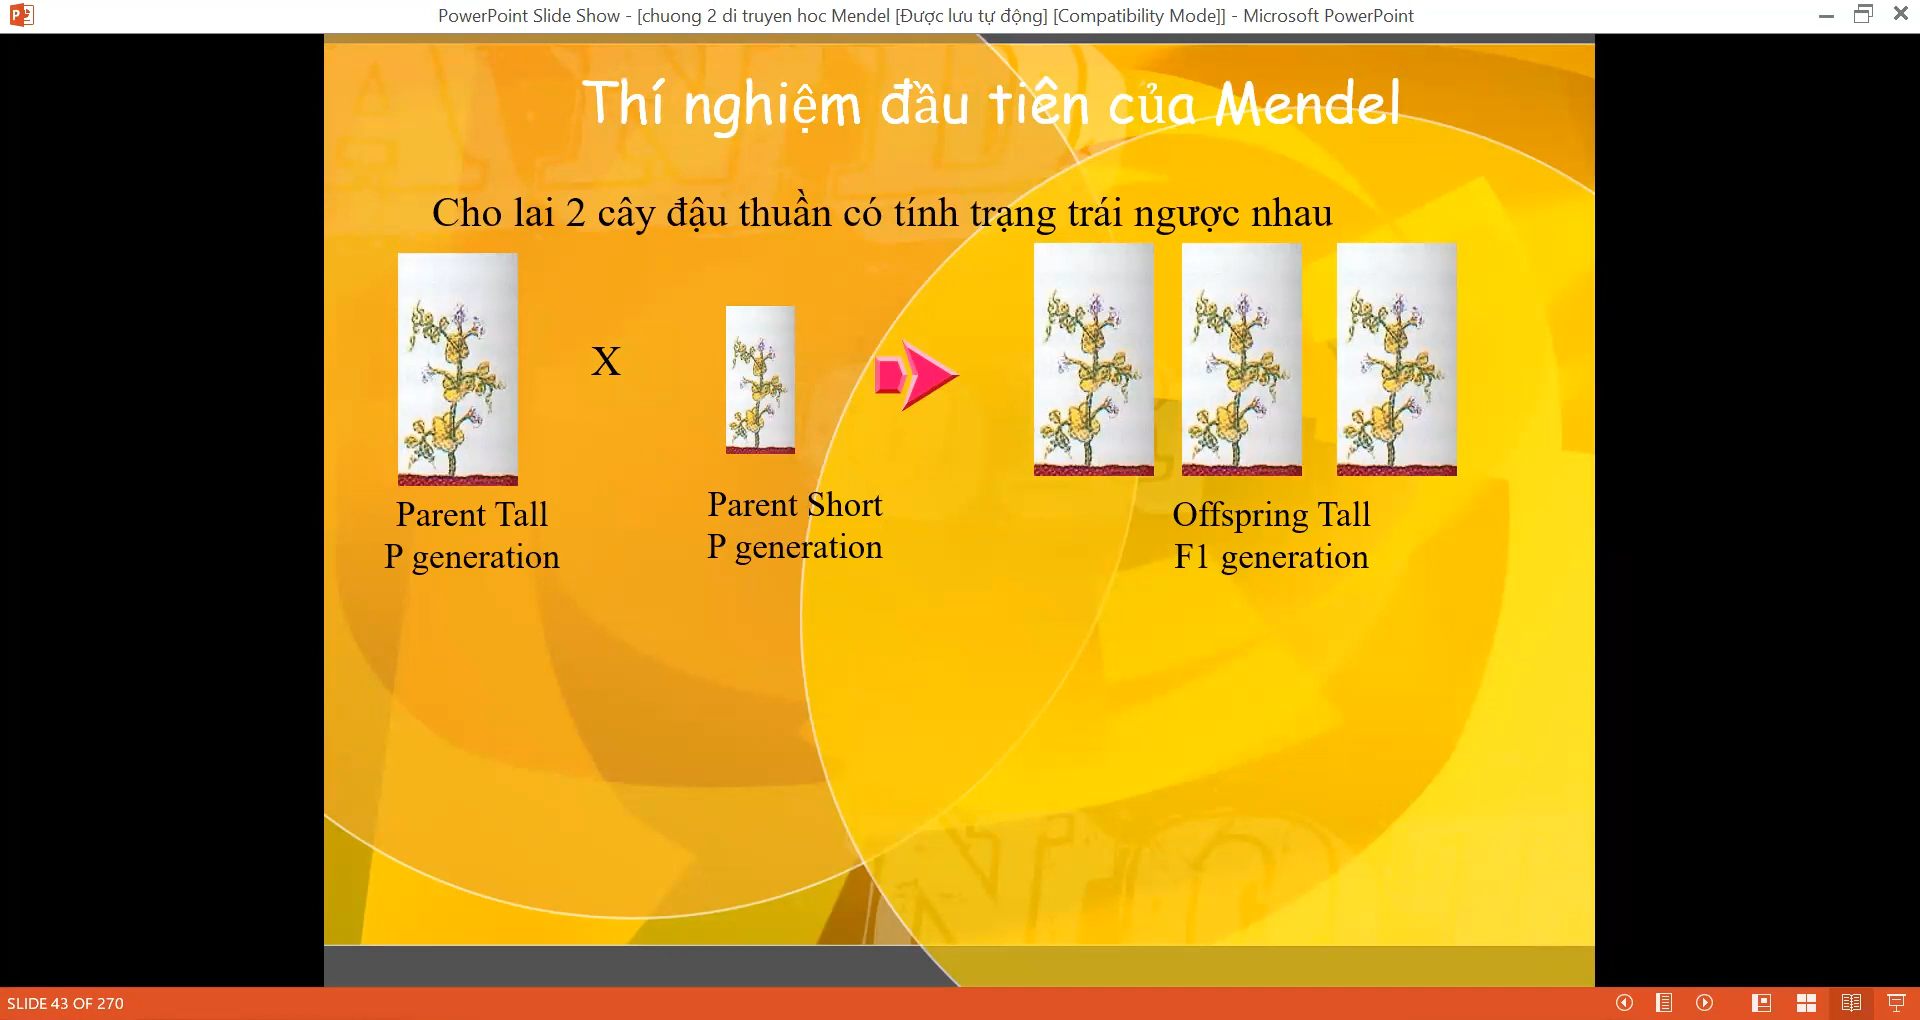 PowerPoint Slide Show - [chuong 2 di truyen hoc Mendel [Được lưu tự động] [Compatibility Mode]] - Microsoft PowerPoint
Thí nghiệm đầu tiên của Mendel
Cho lai 2 cây đậu thuần có tính trạng trái ngược nhau
X
Parent Tall
P generation
Parent Short
P generation
Offspring Tall
F1 generation
SLIDE 43 OF 270